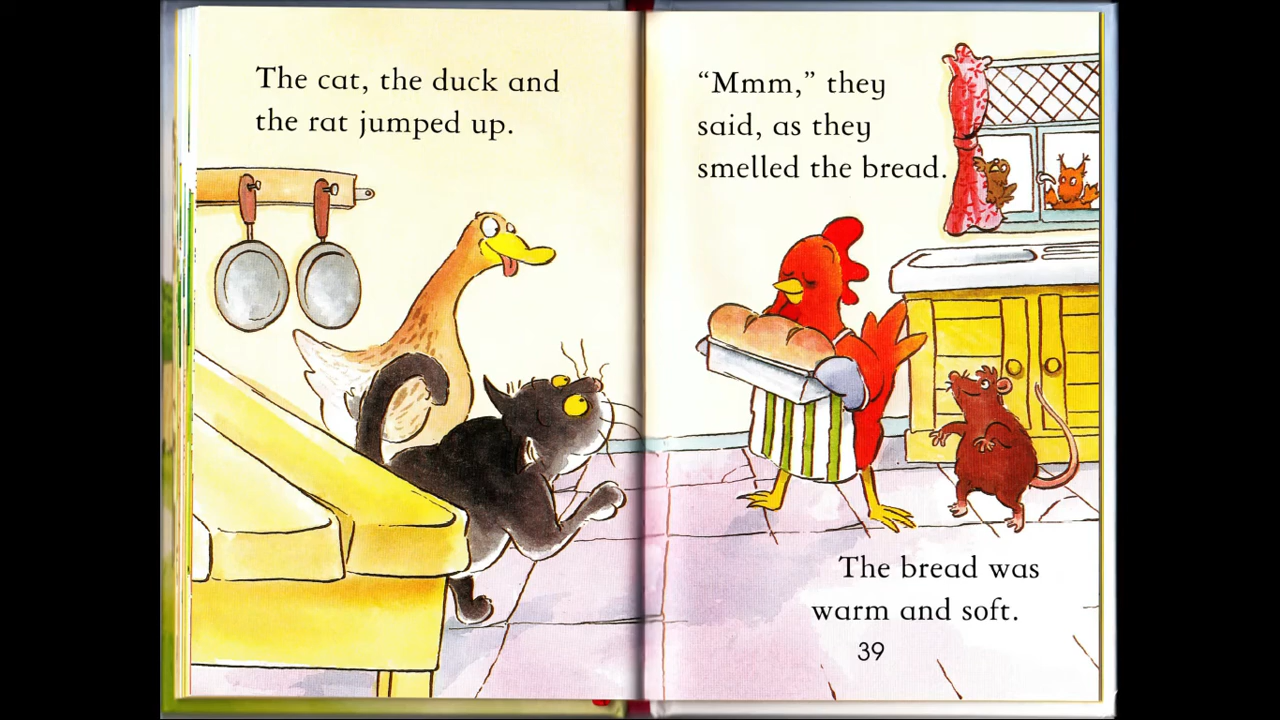 The cat, the duck and
the rat jumped up.
“Mmm,” they
said, as they
smelled the bread.
The bread was
warm and soft.
39